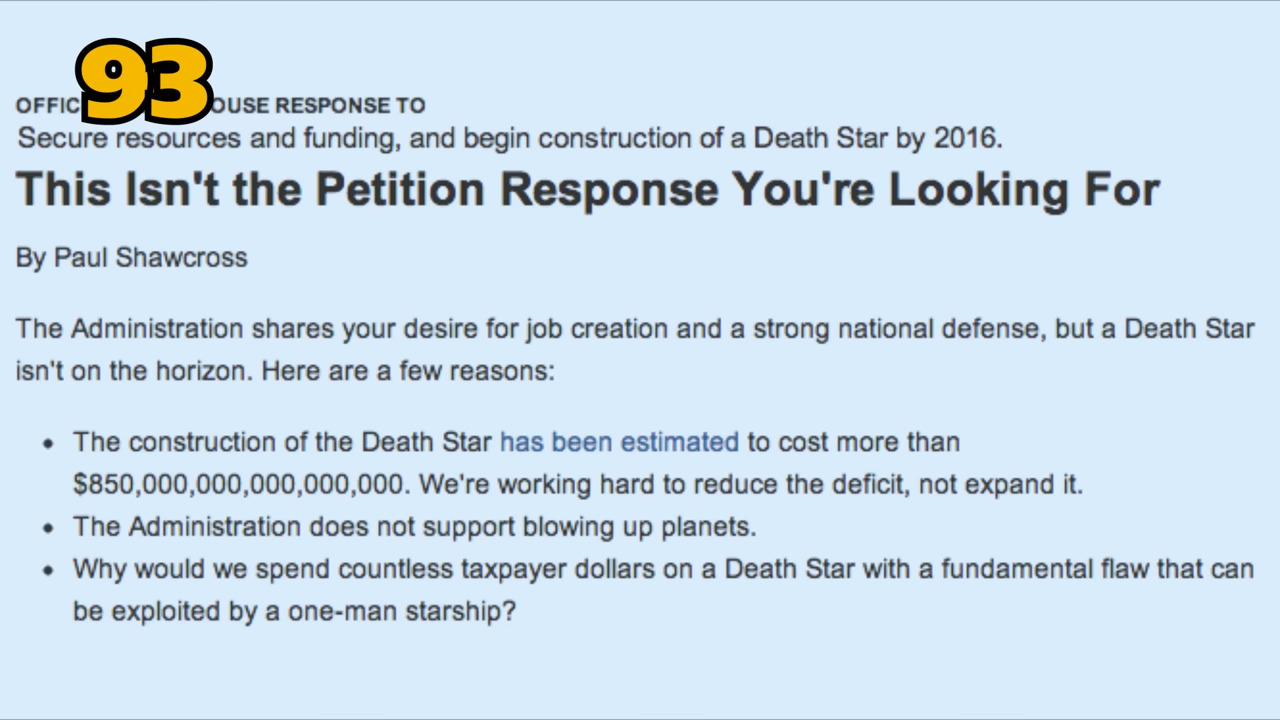 93
OFFIC OUSE RESPONSE TO
Secure resources and funding, and begin construction of a Death Star by 2016.
This Isn't the Petition Response You're Looking For
By Paul Shawcross
The Administration shares your desire for job creation and a strong national defense, but a Death Star
isn't on the horizon. Here are a few reasons:
• The construction of the Death Star has been estimated to cost more than
$850,000,000,000,000,000. We're working hard to reduce the deficit, not expand it.
• The Administration does not support blowing up planets.
• Why would we spend countless taxpayer dollars on a Death Star with a fundamental flaw that can
be exploited by a one-man starship?